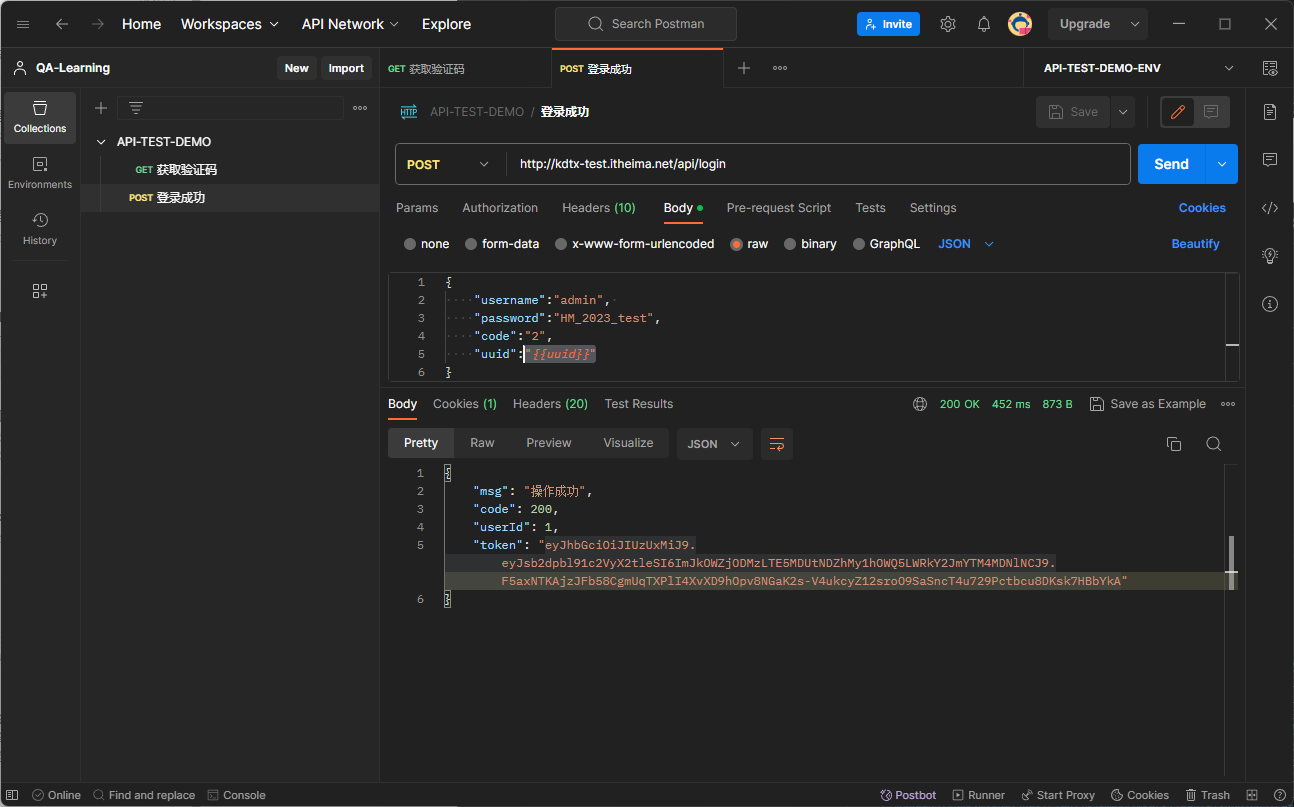 Home Workspaces API Network Explore Search Postman Invite Upgrade
QA-Learning New Import GET 获取验证码 POST 登录成功 API-TEST-DEMO-ENV
Collections
Environments
History
API-TEST-DEMO
GET 获取验证码
POST 登录成功
HTTP API-TEST-DEMO / 登录成功 Save
POST http://kdtx-test.itheima.net/api/login Send
Params Authorization Headers (10) Body Pre-request Script Tests Settings Cookies
none form-data x-www-form-urlencoded raw binary GraphQL JSON Beautify
1 {
2 "username":"admin",
3 "password":"HM_2023_test",
4 "code":"2",
5 "uuid":"{{uuid}}"
6 }
Body Cookies (1) Headers (20) Test Results 200 OK 452 ms 873 B Save as Example
Pretty Raw Preview Visualize JSON
1 {
2 "msg": "操作成功",
3 "code": 200,
4 "userId": 1,
5 "token": "eyJhbGciOiJIUzUxMiJ9.
eyJsb2dpbl91c2VyX2tleSI6ImJkOWZjODMzLTE5MDUtNDZhMy1hOWQ5LWRkY2JmYTM4MDNlNCJ9.
F5axNTKAjzJFb58CgmUqTXPlI4XvXD9hOpv8NGaK2s-V4ukcyZ12sroO9SaSncT4u729Pctbcu8DKsk7HBbYkA"
6 }
Online Find and replace Console Postbot Runner Start Proxy Cookies Trash